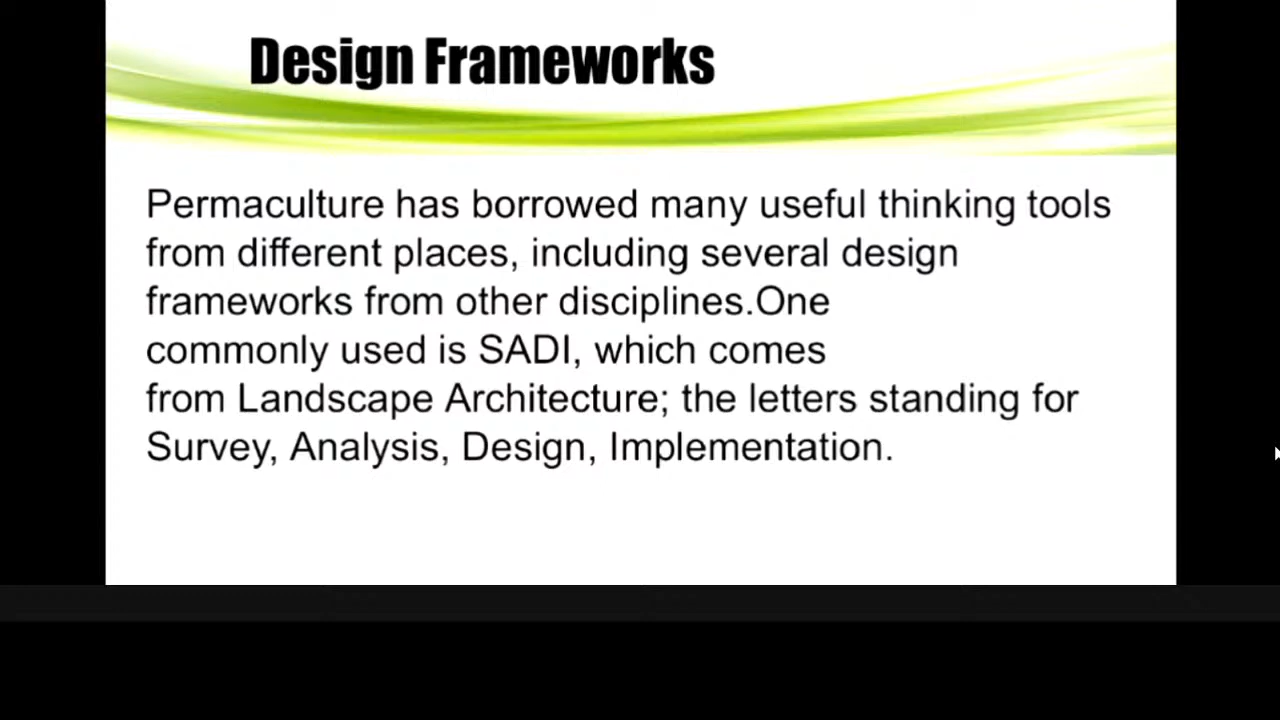 Design Frameworks
Permaculture has borrowed many useful thinking tools
from different places, including several design
frameworks from other disciplines.One
commonly used is SADI, which comes
from Landscape Architecture; the letters standing for
Survey, Analysis, Design, Implementation.